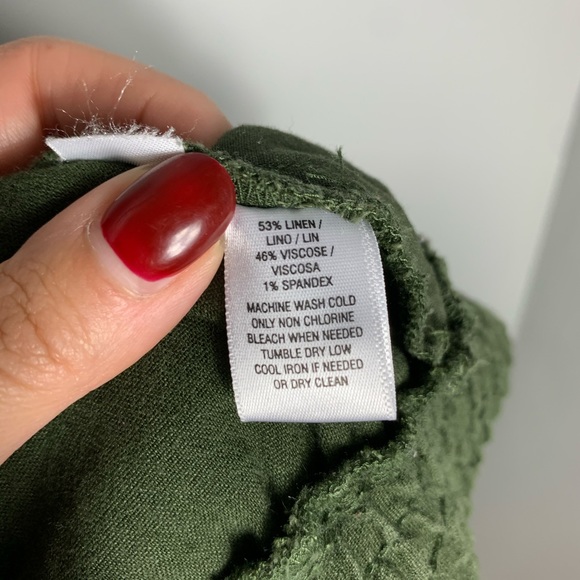 53% LINEN /
LINO / LIN
46% VISCOSE /
VISCOSA
1% SPANDEX
MACHINE WASH COLD
ONLY NON CHLORINE
BLEACH WHEN NEEDED
TUMBLE DRY LOW
COOL IRON IF NEEDED
OR DRY CLEAN